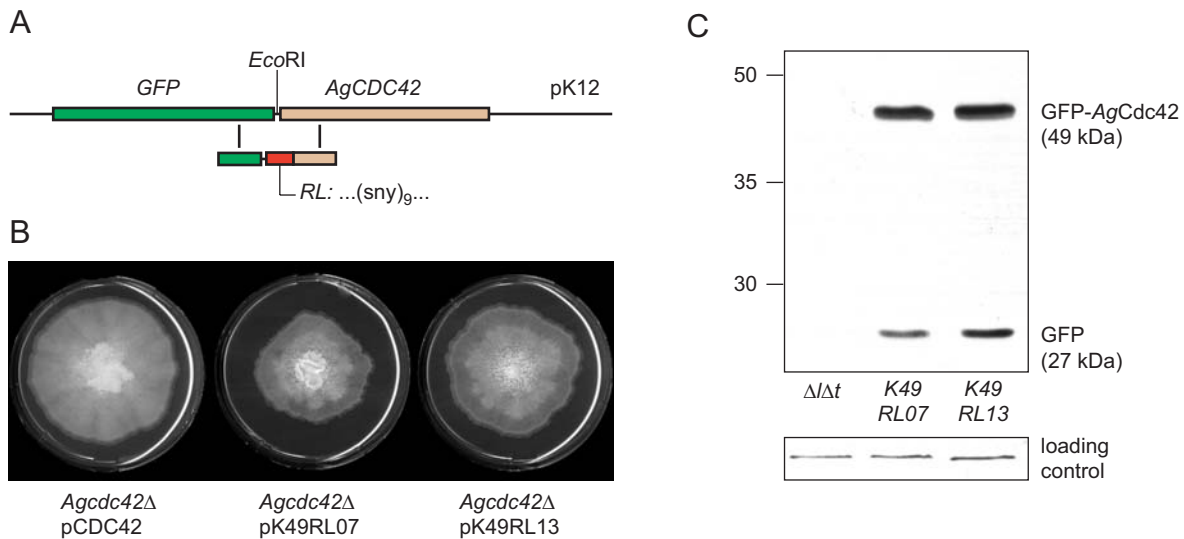 A
EcoRI
GFP AgCDC42 pK12
RL: ...(sny)9...
B
Agcdc42Δ Agcdc42Δ Agcdc42Δ
pCDC42 pK49RL07 pK49RL13
C
50
GFP-AgCdc42
(49 kDa)
35
30
GFP
(27 kDa)
ΔlΔt K49 K49
RL07 RL13
loading
control